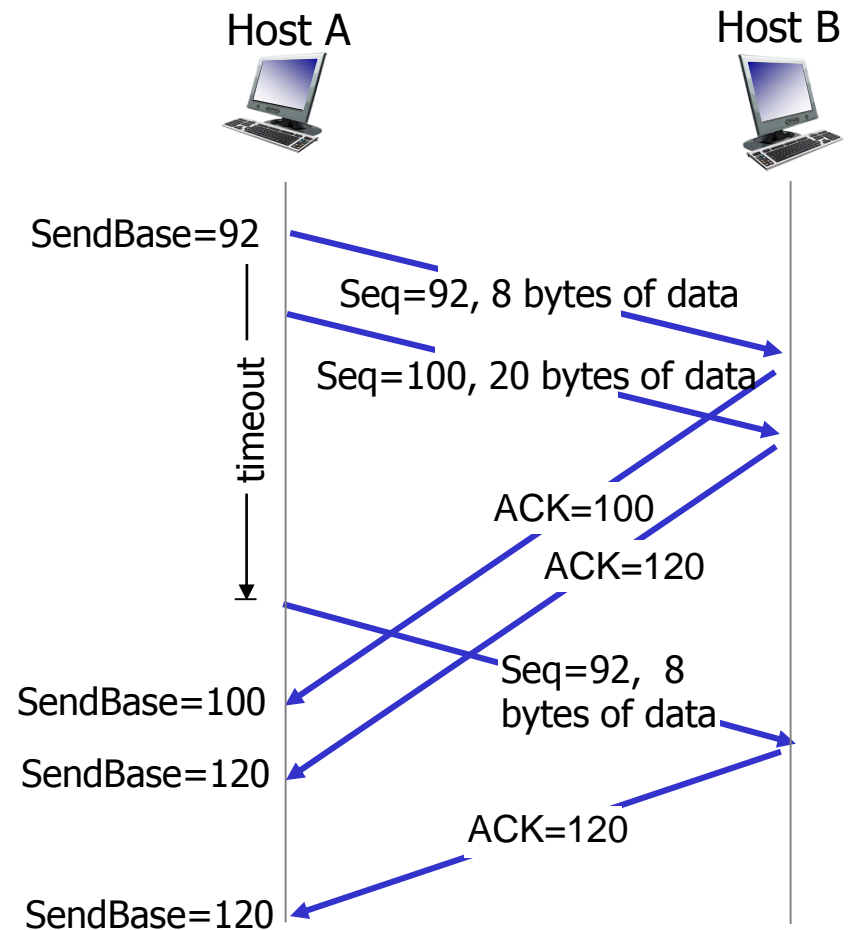 Host A
Host B
SendBase=92
Seq=92, 8 bytes of data
Seq=100, 20 bytes of data
timeout
ACK=100
ACK=120
Seq=92, 8
bytes of data
SendBase=100
SendBase=120
ACK=120
SendBase=120